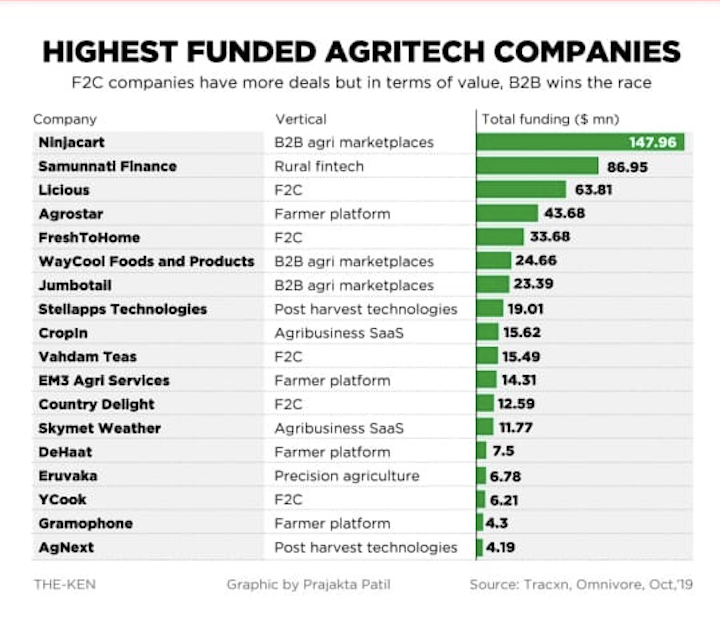 HIGHEST FUNDED AGRITECH COMPANIES
F2C companies have more deals but in terms of value, B2B wins the race
Company Vertical Total funding ($ mn)
Ninjacart B2B agri marketplaces 147.96
Samunnati Finance Rural fintech 86.95
Licious F2C 63.81
Agrostar Farmer platform 43.68
FreshToHome F2C 33.68
WayCool Foods and Products B2B agri marketplaces 24.66
Jumbotail B2B agri marketplaces 23.39
Stellapps Technologies Post harvest technologies 19.01
CropIn Agribusiness SaaS 15.62
Vahdam Teas F2C 15.49
EM3 Agri Services Farmer platform 14.31
Country Delight F2C 12.59
Skymet Weather Agribusiness SaaS 11.77
DeHaat Farmer platform 7.5
Eruvaka Precision agriculture 6.78
YCook F2C 6.21
Gramophone Farmer platform 4.3
AgNext Post harvest technologies 4.19
THE-KEN Graphic by Prajakta Patil Source: Tracxn, Omnivore, Oct,'19